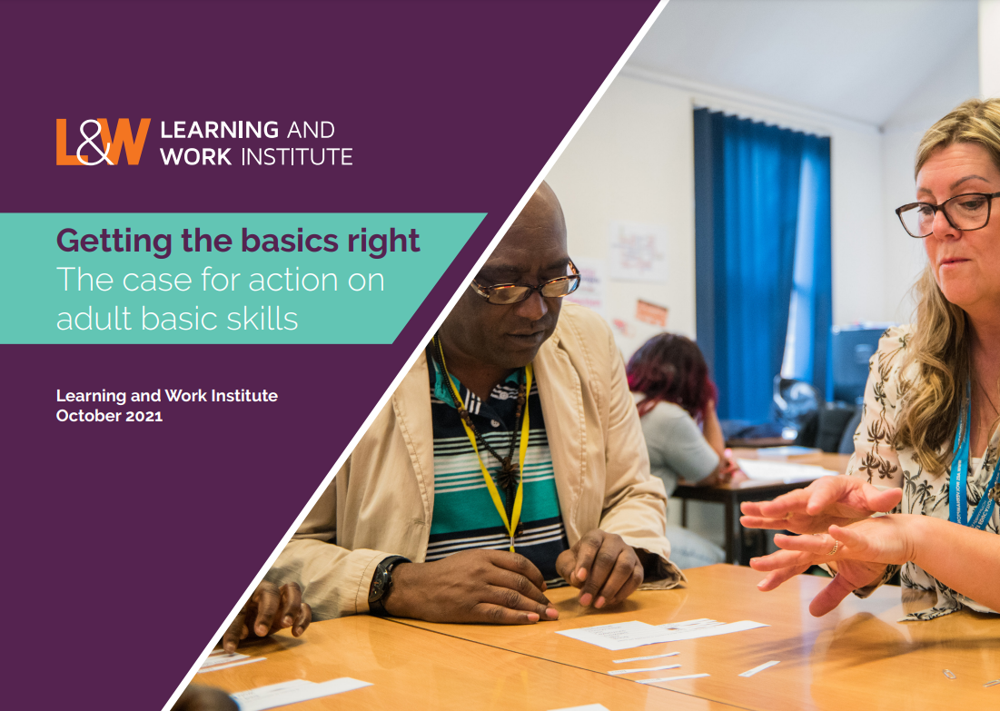 L&W LEARNING AND
WORK INSTITUTE
Getting the basics right
The case for action on
adult basic skills
Learning and Work Institute
October 2021